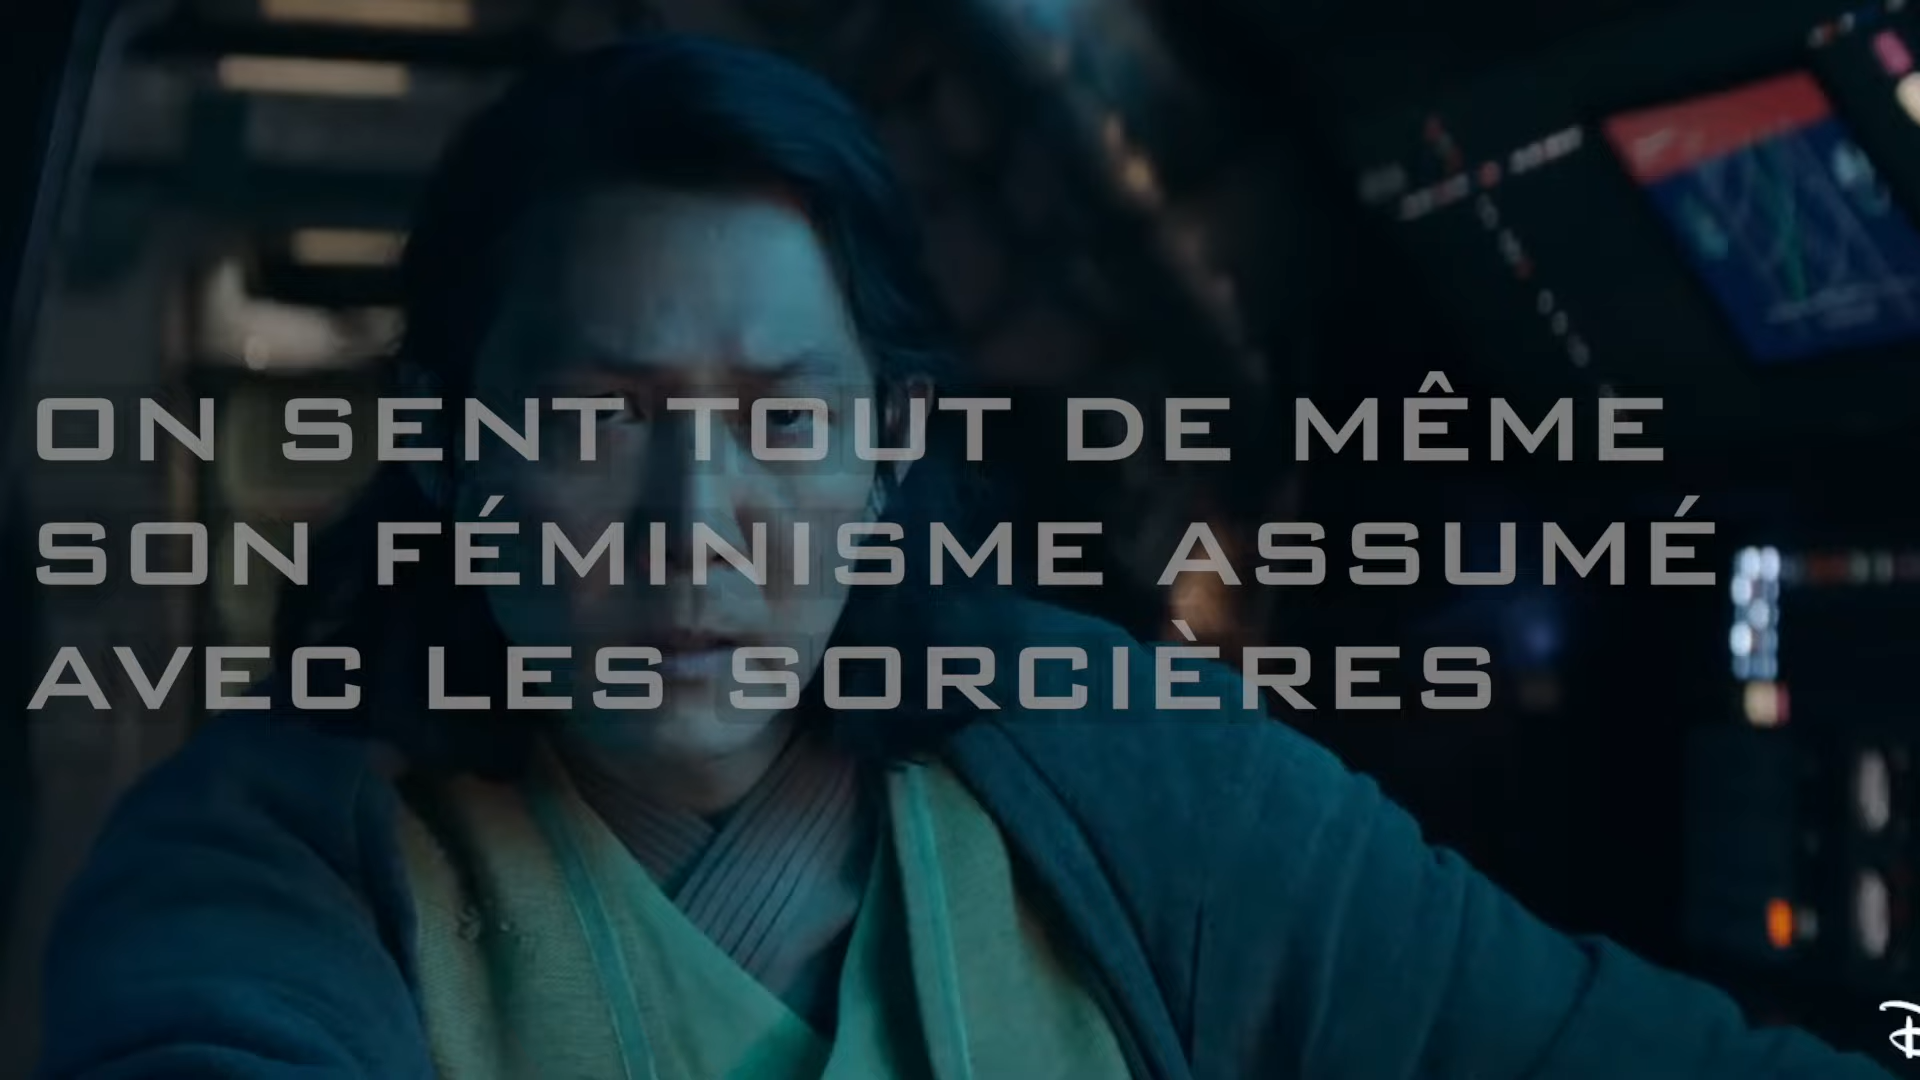 ON SENT TOUT DE MÊME
SON FÉMINISME ASSUMÉ
AVEC LES SORCIÈRES